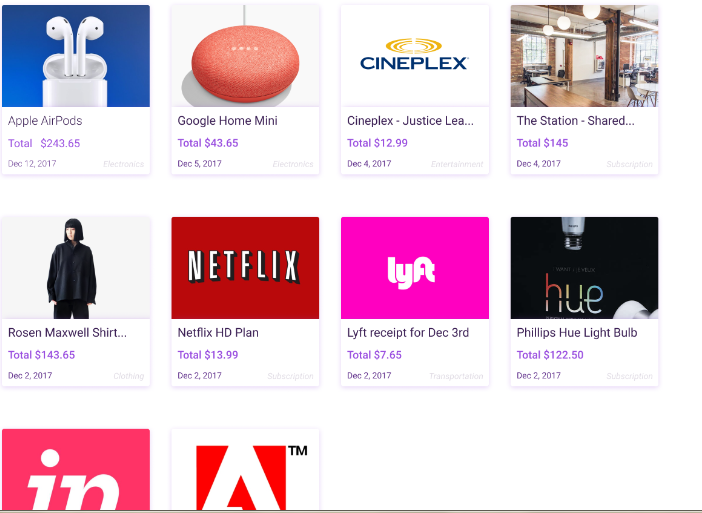 Apple AirPods
Total $243.65
Dec 12, 2017 Electronics
Google Home Mini
Total $43.65
Dec 5, 2017 Electronics
CINEPLEX
Cineplex - Justice Lea...
Total $12.99
Dec 4, 2017 Entertainment
The Station - Shared...
Total $145
Dec 4, 2017 Subscription
Rosen Maxwell Shirt...
Total $143.65
Dec 2, 2017 Clothing
NETFLIX
Netflix HD Plan
Total $13.99
Dec 2, 2017 Subscription
lyft
Lyft receipt for Dec 3rd
Total $7.65
Dec 2, 2017 Transportation
hue
Phillips Hue Light Bulb
Total $122.50
Dec 2, 2017 Subscription
in
TM